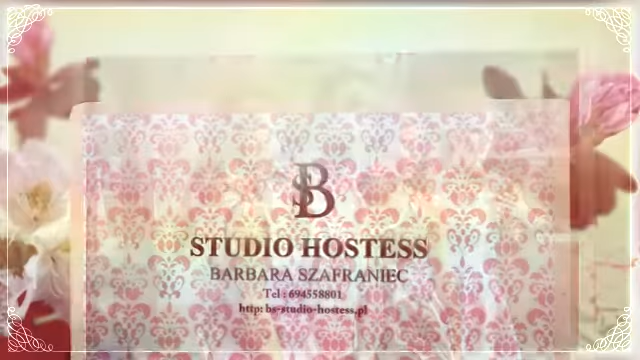 SB
STUDIO HOSTESS
BARBARA SZAFRANIEC
Tel : 694558801
http: bs-studio-hostess.pl